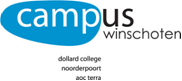 campus
winschoten
dollard college
noorderpoort
aoc terra